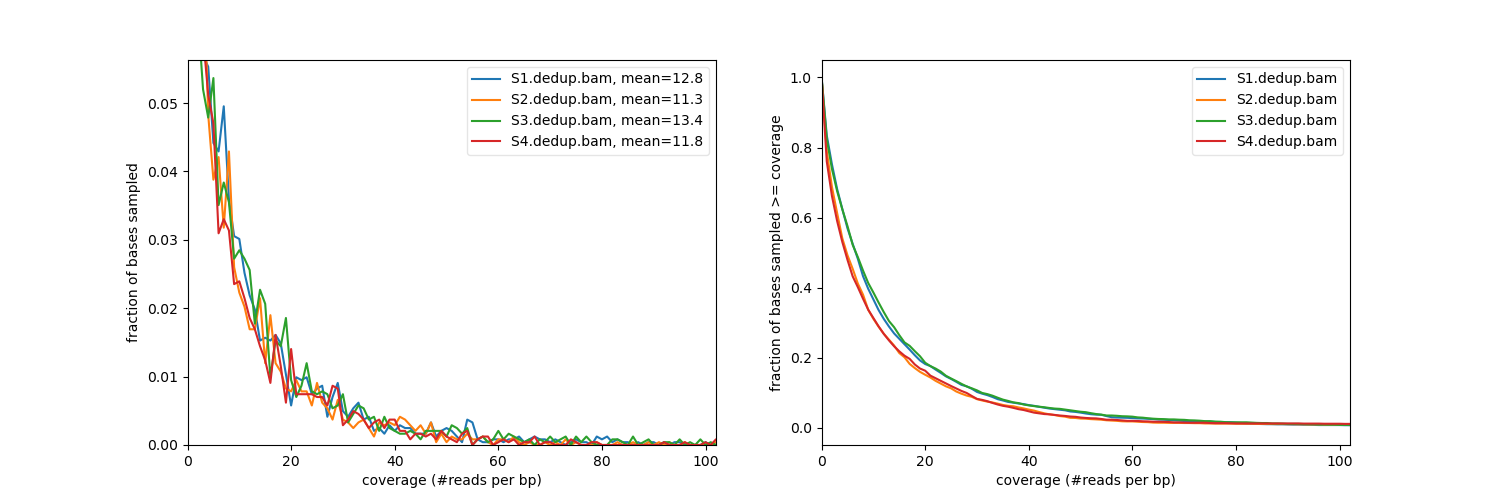 S1.dedup.bam, mean=12.8
S2.dedup.bam, mean=11.3
S3.dedup.bam, mean=13.4
S4.dedup.bam, mean=11.8
fraction of bases sampled
0.05
0.04
0.03
0.02
0.01
0.00
0 20 40 60 80 100
coverage (#reads per bp)
S1.dedup.bam
S2.dedup.bam
S3.dedup.bam
S4.dedup.bam
fraction of bases sampled >= coverage
1.0
0.8
0.6
0.4
0.2
0.0
0 20 40 60 80 100
coverage (#reads per bp)